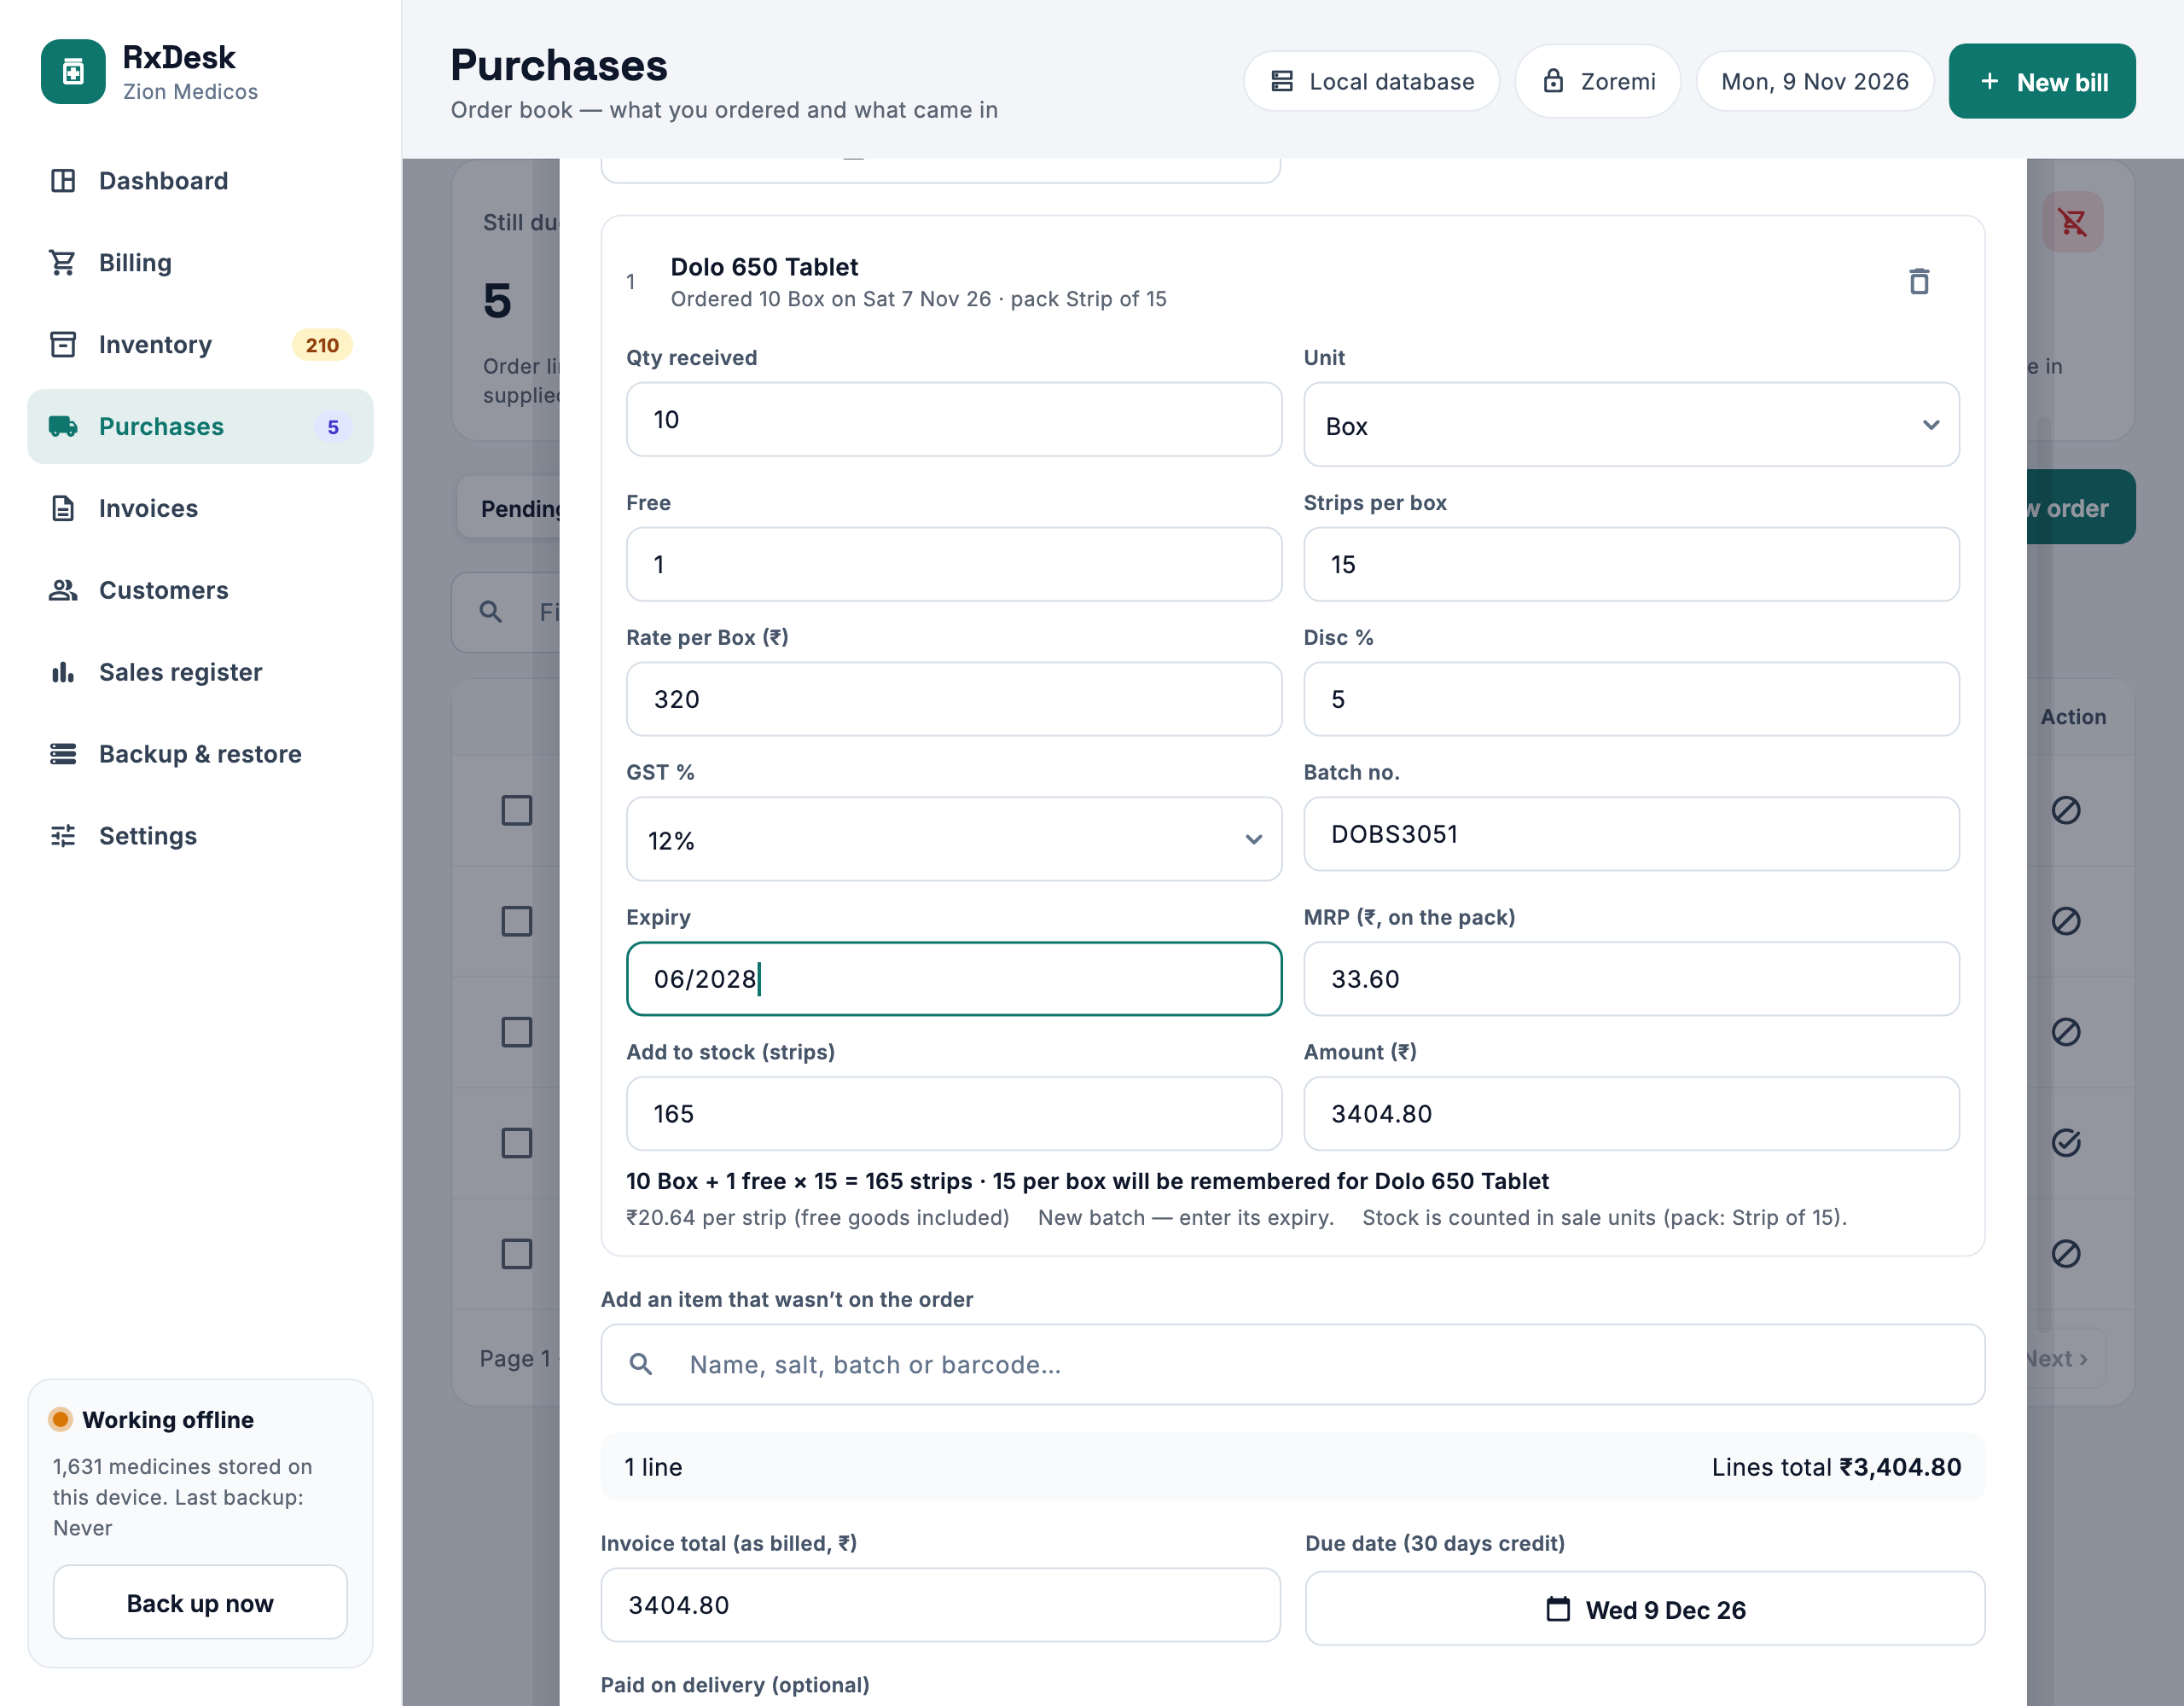 RxDesk
Zion Medicos
Dashboard
Billing
Inventory 210
Purchases 5
Invoices
Customers
Sales register
Backup & restore
Settings
Working offline
1,631 medicines stored on
this device. Last backup:
Never
Back up now
Purchases
Order book — what you ordered and what came in
Local database
Zoremi
Mon, 9 Nov 2026
+ New bill
Still
5
Order
Pending
order
Action
Page 1
Next ›
e in
1
Dolo 650 Tablet
Ordered 10 Box on Sat 7 Nov 26 · pack Strip of 15
Qty received
10
Unit
Box
Free
1
Strips per box
15
Rate per Box (₹)
320
Disc %
5
GST %
12%
Batch no.
DOBS3051
Expiry
06/2028
MRP (₹, on the pack)
33.60
Add to stock (strips)
165
Amount (₹)
3404.80
10 Box + 1 free × 15 = 165 strips · 15 per box will be remembered for Dolo 650 Tablet
₹20.64 per strip (free goods included) New batch — enter its expiry. Stock is counted in sale units (pack: Strip of 15).
Add an item that wasn’t on the order
Name, salt, batch or barcode...
1 line
Lines total ₹3,404.80
Invoice total (as billed, ₹)
3404.80
Due date (30 days credit)
Wed 9 Dec 26
Paid on delivery (optional)